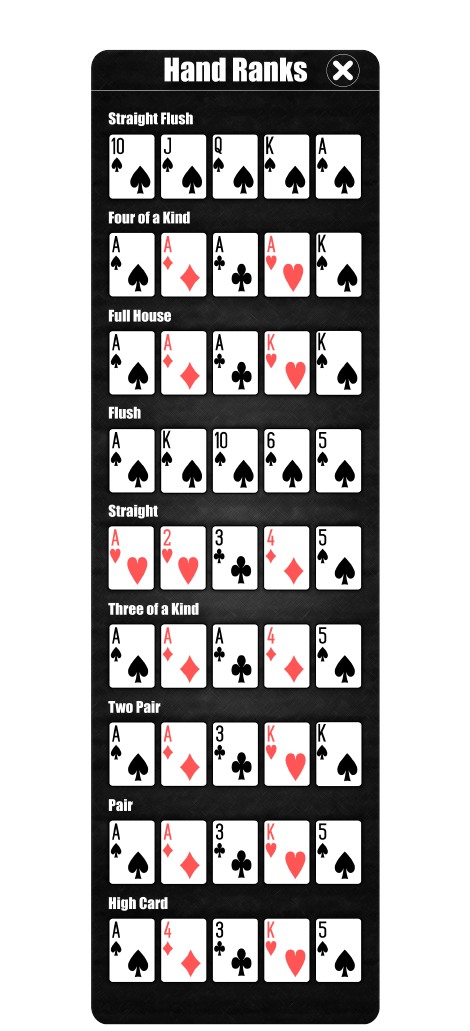 Hand Ranks
Straight Flush
10 J Q K A
Four of a Kind
A A A A K
Full House
A A A K K
Flush
A K 10 6 5
Straight
A 2 3 4 5
Three of a Kind
A A A 4 5
Two Pair
A A 3 K K
Pair
A A 3 K 5
High Card
A 4 3 K 5